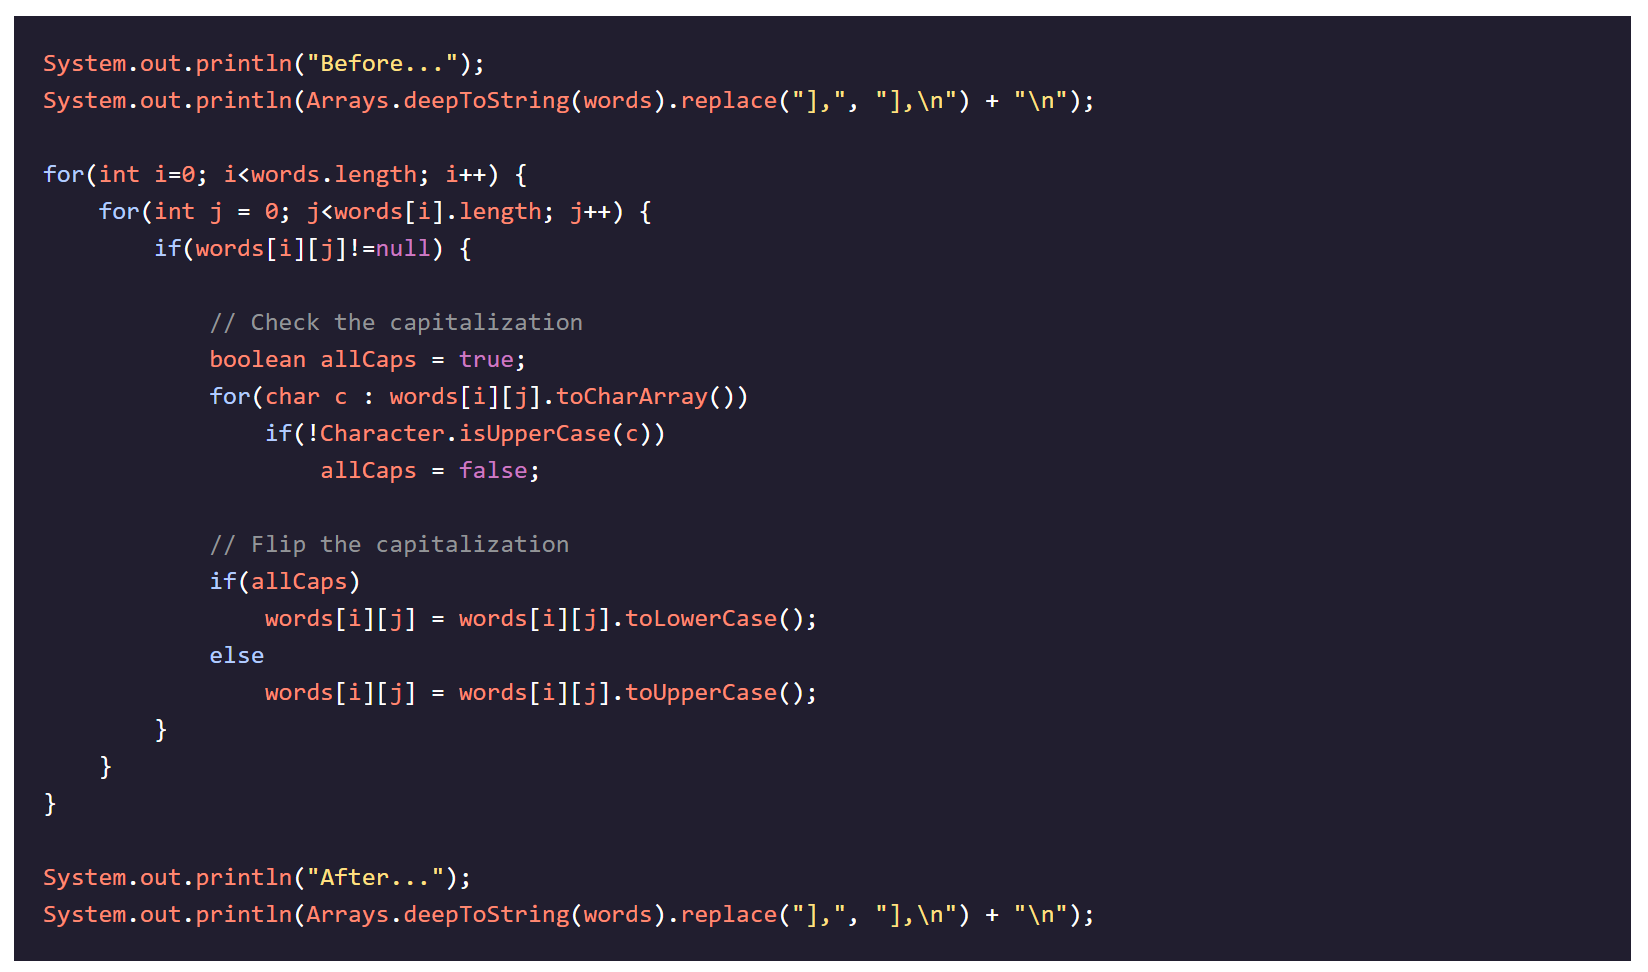 System.out.println("Before...");
System.out.println(Arrays.deepToString(words).replace("],", "],\n") + "\n");
for(int i=0; i<words.length; i++) {
for(int j = 0; j<words[i].length; j++) {
if(words[i][j]!=null) {
// Check the capitalization
boolean allCaps = true;
for(char c : words[i][j].toCharArray())
if(!Character.isUpperCase(c))
allCaps = false;
// Flip the capitalization
if(allCaps)
words[i][j] = words[i][j].toLowerCase();
else
words[i][j] = words[i][j].toUpperCase();
}
}
}
System.out.println("After...");
System.out.println(Arrays.deepToString(words).replace("],", "],\n") + "\n");